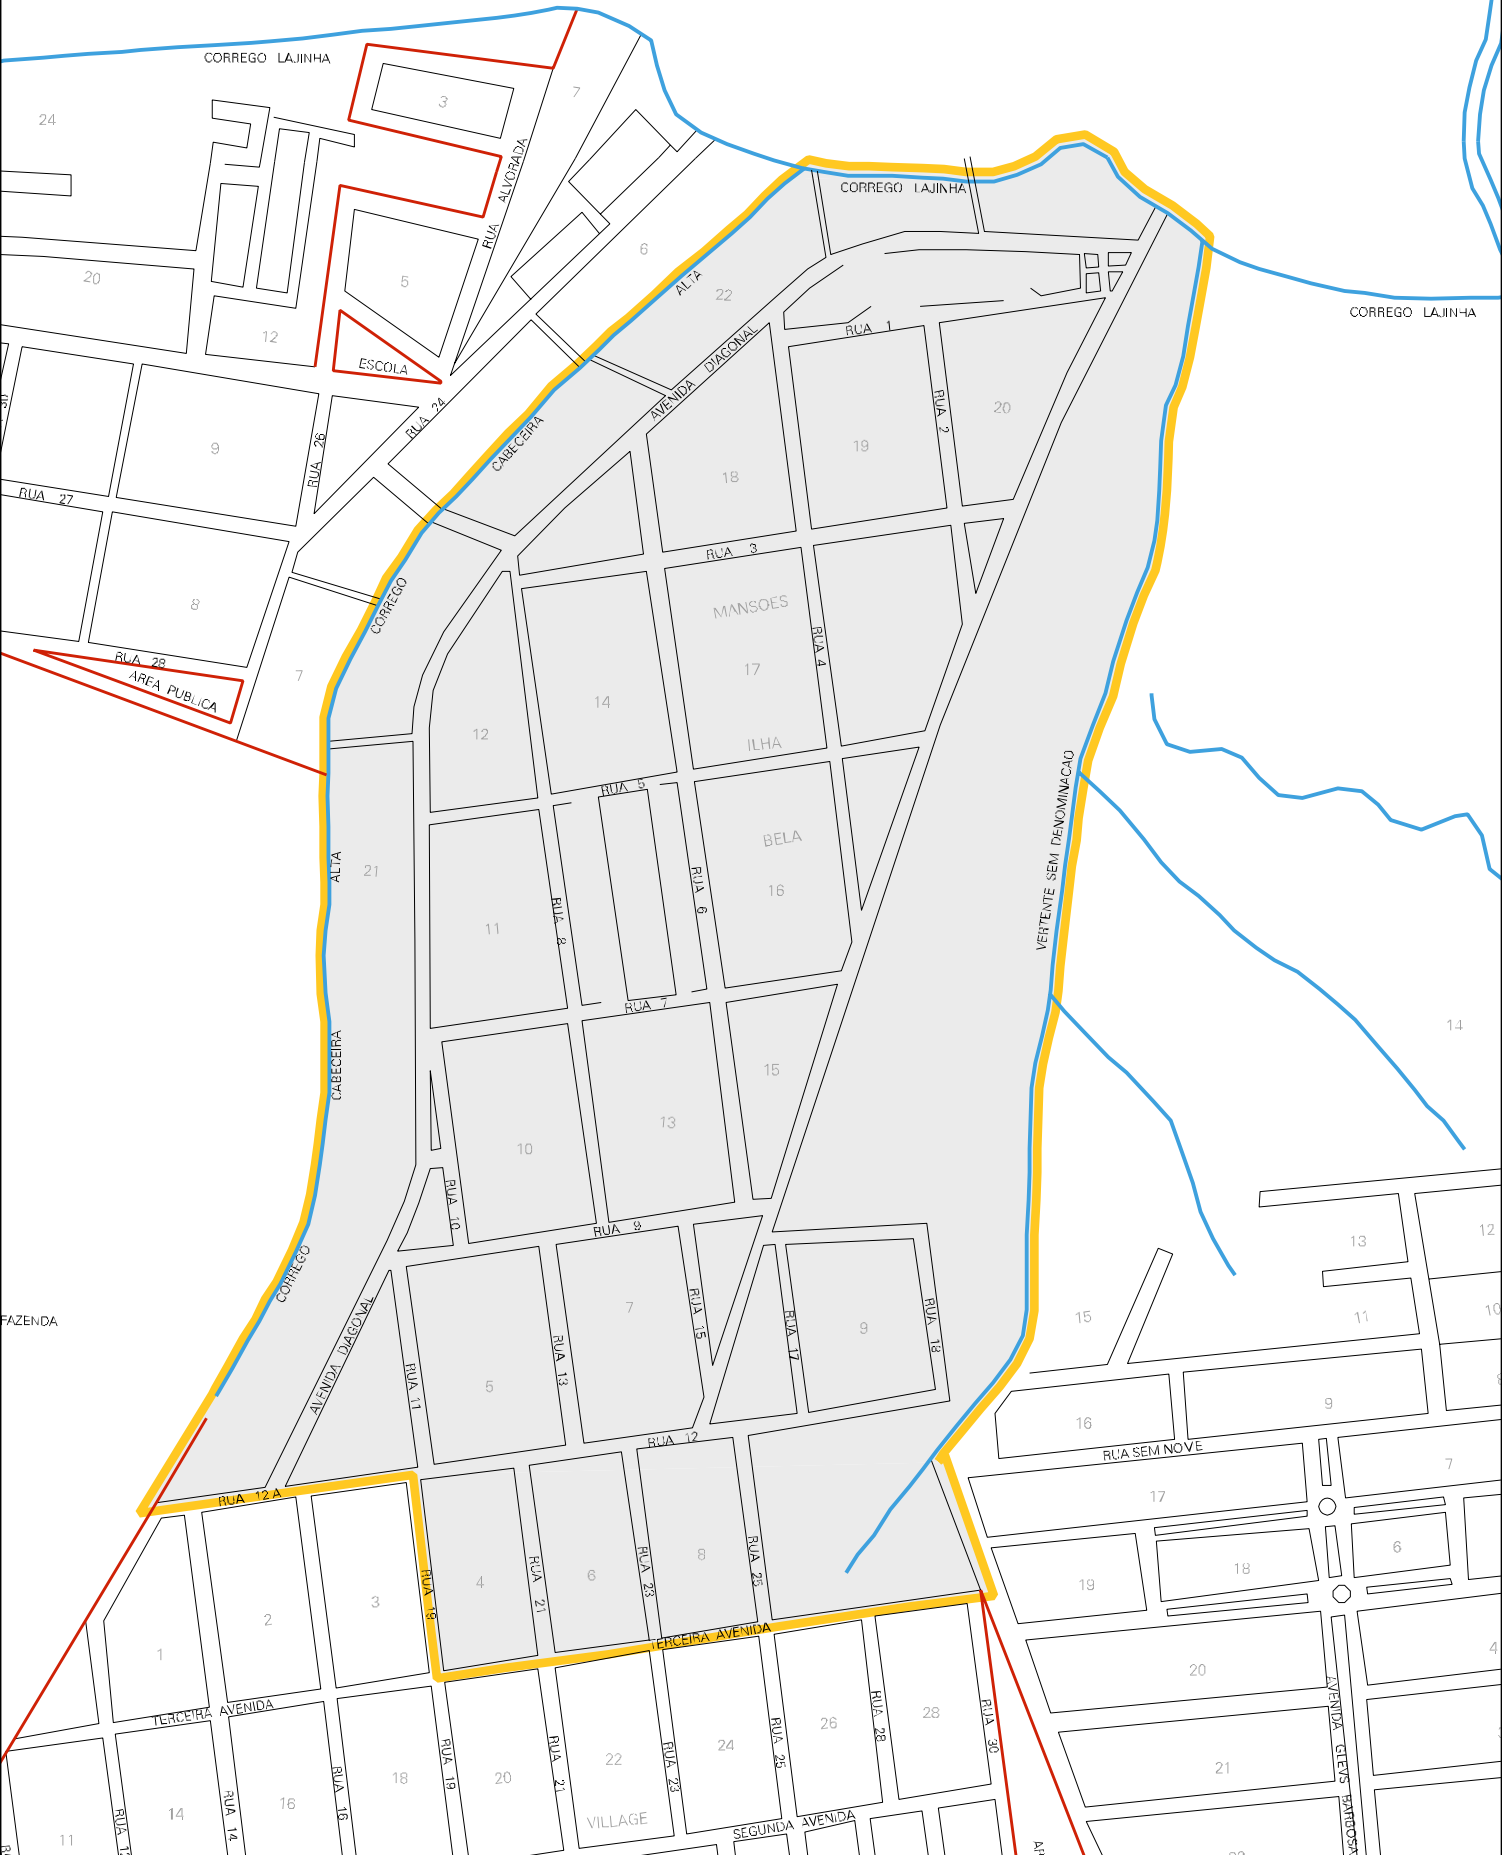 CORREGO LAJINHA
24
3
7
RUA ALVORADA
CORREGO LAJINHA
6
ALTA
22
5
20
12
CORREGO LAJINHA
RUA 1
AVENIDA DIAGONAL
ESCOLA
RUA 24
RUA 2
20
CABECEIRA
9
RUA 26
19
18
RUA 27
RUA 3
CORREGO
8
MANSOES
RUA 4
RUA 28
AREA PUBLICA
7
17
14
12
ILHA
RUA 5
VERTENTE SEM DENOMINACAO
BELA
ALTA
21
16
RUA 6
11
RUA 8
RUA 7
14
CABECEIRA
15
13
10
RUA 10
RUA 9
12
13
CORREGO
7
RUA 15
RUA 17
9
RUA 18
15
11
10
FAZENDA
AVENIDA DIAGONAL
RUA 11
5
RUA 13
9
16
RUA 12
RUA SEM NOVE
7
17
RUA 12 A
RUA 19
4
RUA 21
6
RUA 23
8
RUA 25
6
18
19
3
2
1
TERCEIRA AVENIDA
4
20
TERCEIRA AVENIDA
RUA 19
RUA 21
RUA 23
RUA 25
26
RUA 28
28
RUA 30
AVENIDA GLEVS BARBOSA
24
22
20
18
16
14
11
RUA 14
RUA 16
21
VILLAGE
SEGUNDA AVENIDA